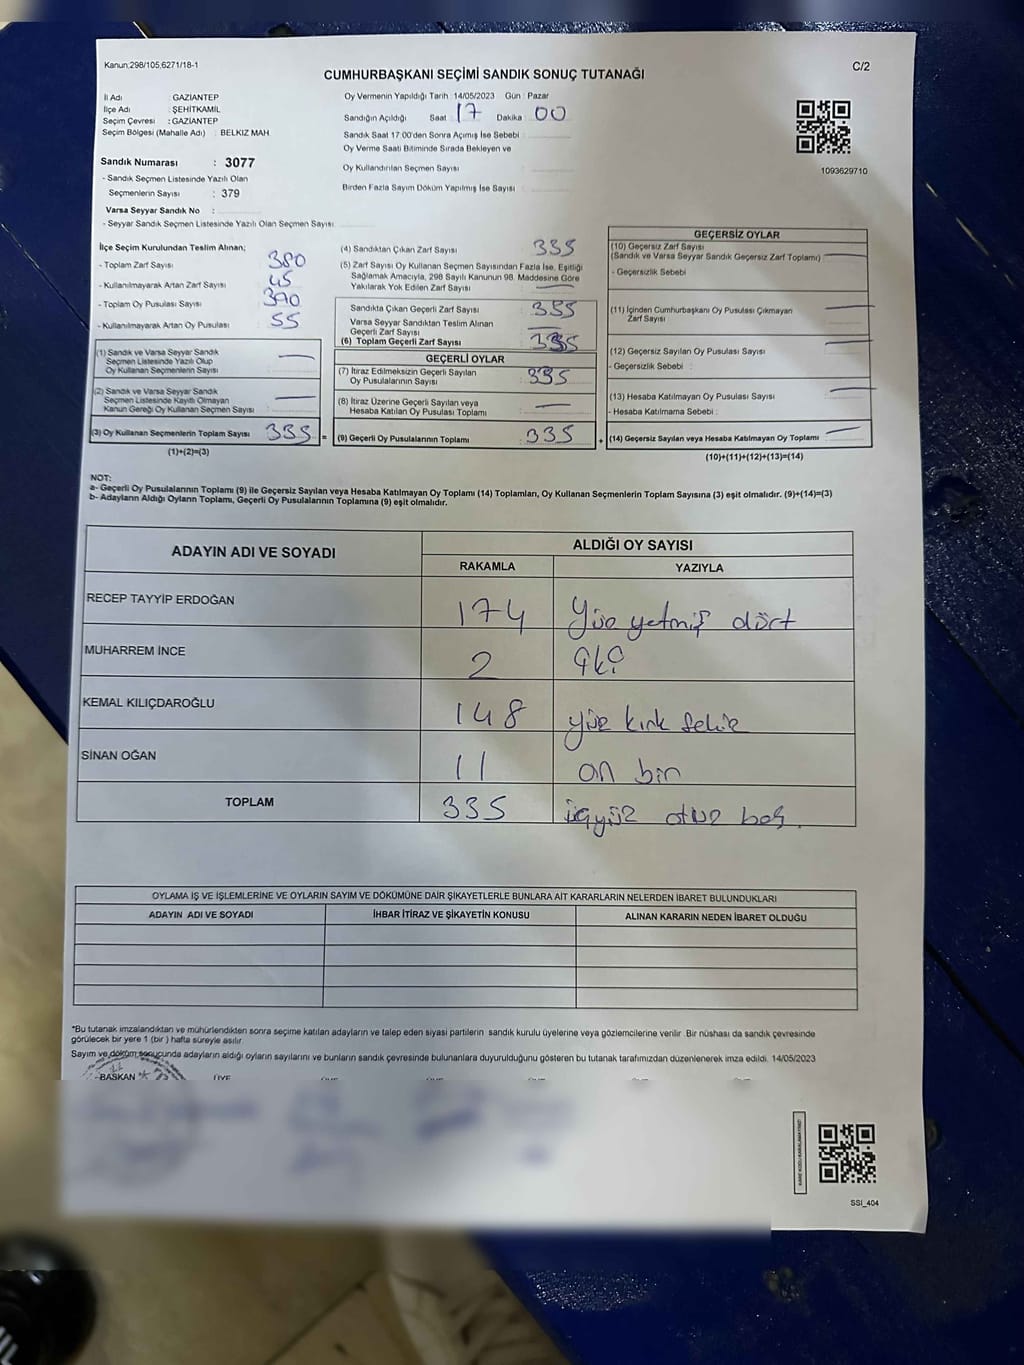 Kanun:298/105,6271/18-1
C/2
CUMHURBAŞKANI SEÇİMİ SANDIK SONUÇ TUTANAĞI
İl Adı : GAZİANTEP
İlçe Adı : ŞEHİTKAMİL
Seçim Çevresi : GAZİANTEP
Seçim Bölgesi (Mahalle Adı) : BELKIZ MAH
Sandık Numarası : 3077
- Sandık Seçmen Listesinde Yazılı Olan
Seçmenlerin Sayısı : 379
Varsa Seyyar Sandık No :
- Seyyar Sandık Seçmen Listesinde Yazılı Olan Seçmen Sayısı
Oy Vermenin Yapıldığı Tarih : 14/05/2023 Gün : Pazar
Sandığın Açıldığı Saat 17 Dakika 00
Sandık Saat 17:00'den Sonra Açımış İse Sebebi
Oy Verme Saati Bitiminde Sırada Bekleyen ve
Oy Kullandırılan Seçmen Sayısı
Birden Fazla Sayım Döküm Yapılmış İse Sayısı
1093629710
İlçe Seçim Kurulundan Teslim Alınan;
- Toplam Zarf Sayısı 380
- Kullanılmayarak Artan Zarf Sayısı 45
- Toplam Oy Pusulası Sayısı 390
- Kullanılmayarak Artan Oy Pusulası 55
(1) Sandık ve Varsa Seyyar Sandık
Seçmen Listesinde Yazılı Olup
Oy Kullanan Seçmenlerin Sayısı —
(2) Sandık ve Varsa Seyyar Sandık
Seçmen Listesinde Kayıtlı Olmayan
Kanun Gereği Oy Kullanan Seçmen Sayısı —
(3) Oy Kullanan Seçmenlerin Toplam Sayısı 335 =
(1)+(2)=(3)
(4) Sandıktan Çıkan Zarf Sayısı 335
(5) Zarf Sayısı Oy Kullanan Seçmen Sayısından Fazla İse, Eşitliği
Sağlamak Amacıyla, 298 Sayılı Kanunun 98. Maddesine Göre
Yakılarak Yok Edilen Zarf Sayısı —
Sandıkta Çıkan Geçerli Zarf Sayısı 335
Varsa Seyyar Sandıktan Teslim Alınan
Geçerli Zarf Sayısı —
(6) Toplam Geçerli Zarf Sayısı 335
GEÇERLİ OYLAR
(7) İtiraz Edilmeksizin Geçerli Sayılan
Oy Pusulalarının Sayısı 335
(8) İtiraz Üzerine Geçerli Sayılan veya
Hesaba Katılan Oy Pusulası Toplamı —
(9) Geçerli Oy Pusulalarının Toplamı 335 +
GEÇERSİZ OYLAR
(10) Geçersiz Zarf Sayısı
(Sandık ve Varsa Seyyar Sandık Geçersiz Zarf Toplamı) —
- Geçersizlik Sebebi
(11) İçinden Cumhurbaşkanı Oy Pusulası Çıkmayan
Zarf Sayısı —
(12) Geçersiz Sayılan Oy Pusulası Sayısı —
- Geçersizlik Sebebi :
(13) Hesaba Katılmayan Oy Pusulası Sayısı —
- Hesaba Katılmama Sebebi :
(14) Geçersiz Sayılan veya Hesaba Katılmayan Oy Toplamı —
(10)+(11)+(12)+(13)=(14)
NOT:
a- Geçerli Oy Pusulalarının Toplamı (9) ile Geçersiz Sayılan veya Hesaba Katılmayan Oy Toplamı (14) Toplamları, Oy Kullanan Seçmenlerin Toplam Sayısına (3) eşit olmalıdır. (9)+(14)=(3)
b- Adayların Aldığı Oyların Toplamı, Geçerli Oy Pusulalarının Toplamına (9) eşit olmalıdır.
ADAYIN ADI VE SOYADI ALDIĞI OY SAYISI
RAKAMLA YAZIYLA
RECEP TAYYİP ERDOĞAN 174 Yüz yetmiş dört
MUHARREM İNCE 2 iki
KEMAL KILIÇDAROĞLU 148 yüz kırk sekiz
SİNAN OĞAN 11 on bir
TOPLAM 335 üçyüz otuz beş
OYLAMA İŞ VE İŞLEMLERİNE VE OYLARIN SAYIM VE DÖKÜMÜNE DAİR ŞİKAYETLERLE BUNLARA AİT KARARLARIN NELERDEN İBARET BULUNDUKLARI
ADAYIN ADI VE SOYADI İHBAR İTİRAZ VE ŞİKAYETİN KONUSU ALINAN KARARIN NEDEN İBARET OLDUĞU
*Bu tutanak imzalandıktan ve mühürlendikten sonra seçime katılan adayların ve talep eden siyasi partilerin sandık kurulu üyelerine veya gözlemcilerine verilir. Bir nüshası da sandık çevresinde
görülecek bir yere 1 (bir) hafta süreyle asılır.
Sayım ve döküm sonucunda adayların aldığı oyların sayılarını ve bunların sandık çevresinde bulunanlara duyurulduğunu gösteren bu tutanak tarafımızdan düzenlenerek imza edildi. 14/05/2023
BAŞKAN ÜYE
SSI_404